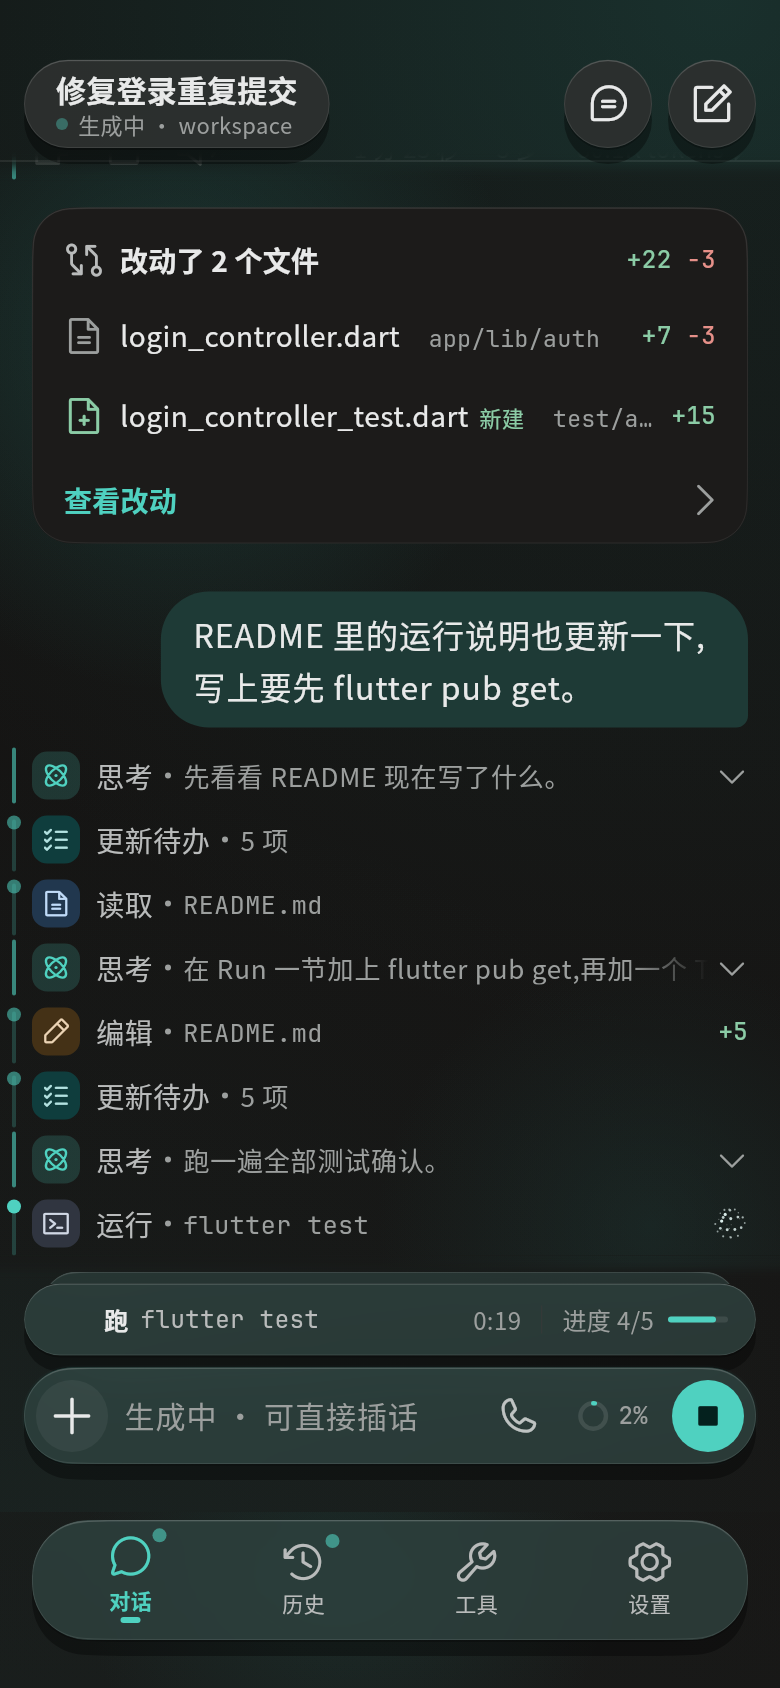 修复登录重复提交
生成中 • workspace
改动了 2 个文件 +22 -3
login_controller.dart app/lib/auth +7 -3
login_controller_test.dart 新建 test/a… +15
查看改动
README 里的运行说明也更新一下,
写上要先 flutter pub get。
思考 • 先看看 README 现在写了什么。
更新待办 • 5 项
读取 • README.md
思考 • 在 Run 一节加上 flutter pub get,再加一个
编辑 • README.md +5
更新待办 • 5 项
思考 • 跑一遍全部测试确认。
运行 • flutter test
跑 flutter test 0:19 进度 4/5
生成中 • 可直接插话 2%
对话 历史 工具 设置